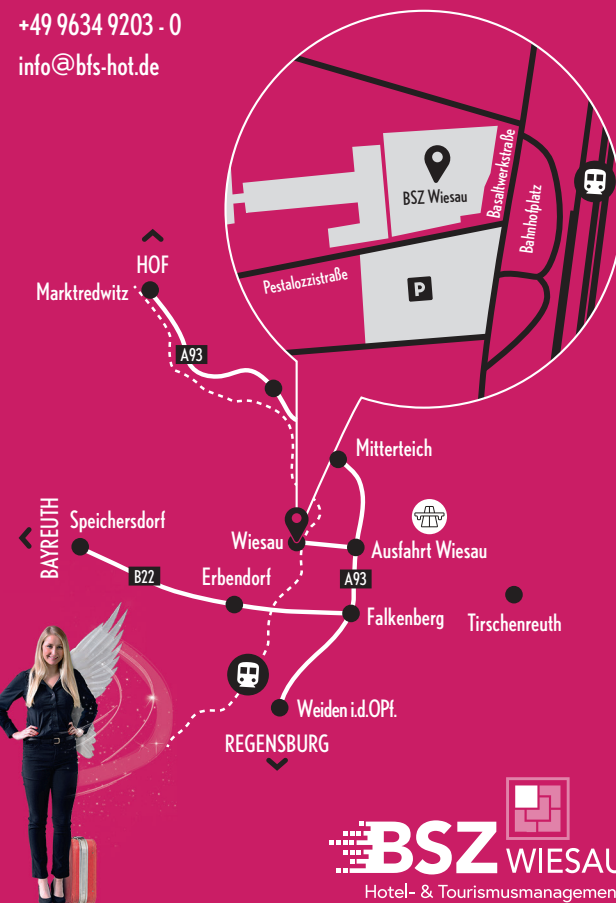 +49 9634 9203 - 0
info@bfs-hot.de
BSZ Wiesau
Basaltwerkstraße
Bahnhofplatz
Pestalozzistraße
P
HOF
Marktredwitz
A93
Mitterteich
BAYREUTH
Speichersdorf
Wiesau
Ausfahrt Wiesau
B22
Erbendorf
A93
Falkenberg
Tirschenreuth
Weiden i.d.OPf.
REGENSBURG
BSZ WIESAU
Hotel- & Tourismusmanagement